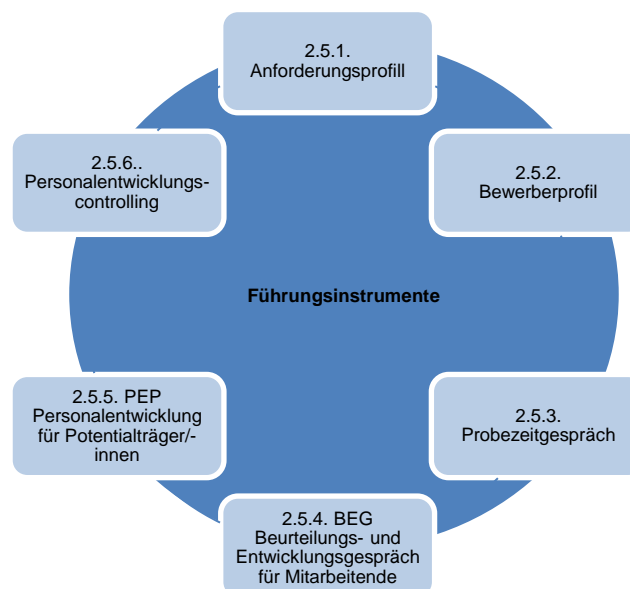 2.5.1.
Anforderungsprofill
2.5.6..
Personalentwicklungs-
controlling
2.5.2.
Bewerberprofil
Führungsinstrumente
2.5.5. PEP
Personalentwicklung
für Potentialträger/-
innen
2.5.3.
Probezeitgespräch
2.5.4. BEG
Beurteilungs- und
Entwicklungsgespräch
für Mitarbeitende